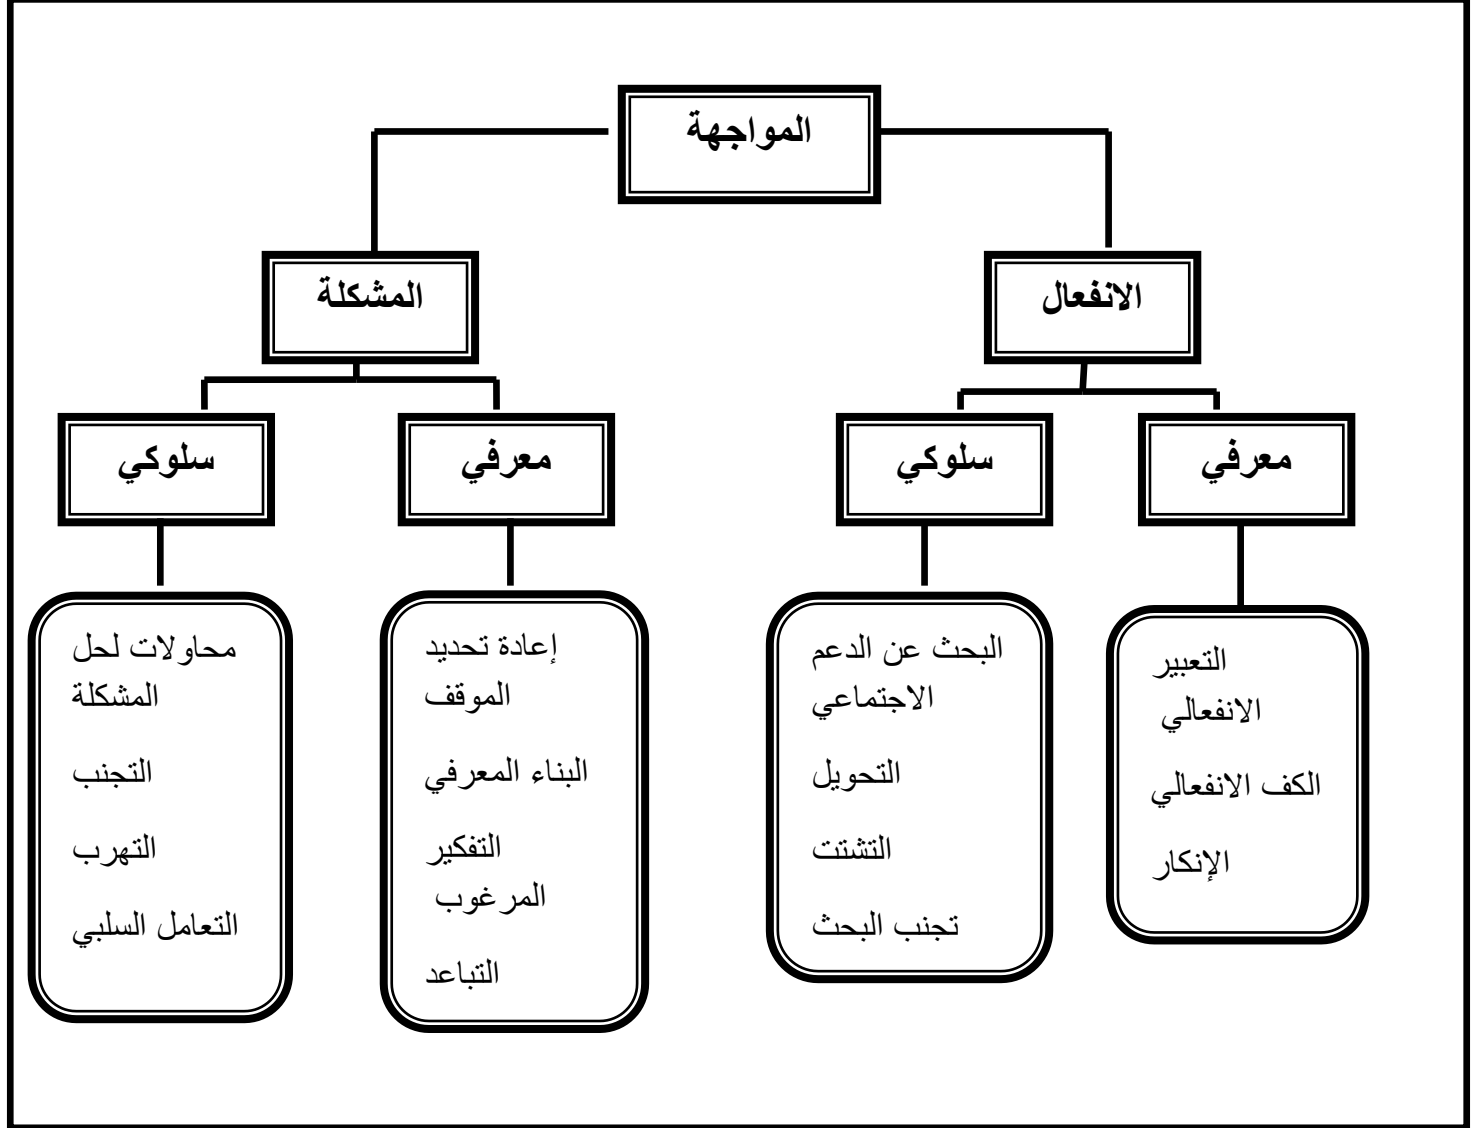 المواجهة
الانفعال
المشكلة
معرفي
سلوكي
معرفي
سلوكي
التعبير
الانفعالي
الكف الانفعالي
الإنكار
البحث عن الدعم
الاجتماعي
التحويل
التشتت
تجنب البحث
إعادة تحديد
الموقف
البناء المعرفي
التفكير
المرغوب
التباعد
محاولات لحل
المشكلة
التجنب
التهرب
التعامل السلبي